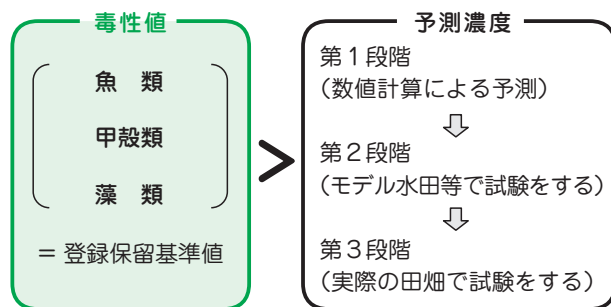 毒性値
魚 類
甲殻類
藻 類
= 登録保留基準値
>
予測濃度
第1段階
(数値計算による予測)
第2段階
(モデル水田等で試験をする)
第3段階
(実際の田畑で試験をする)